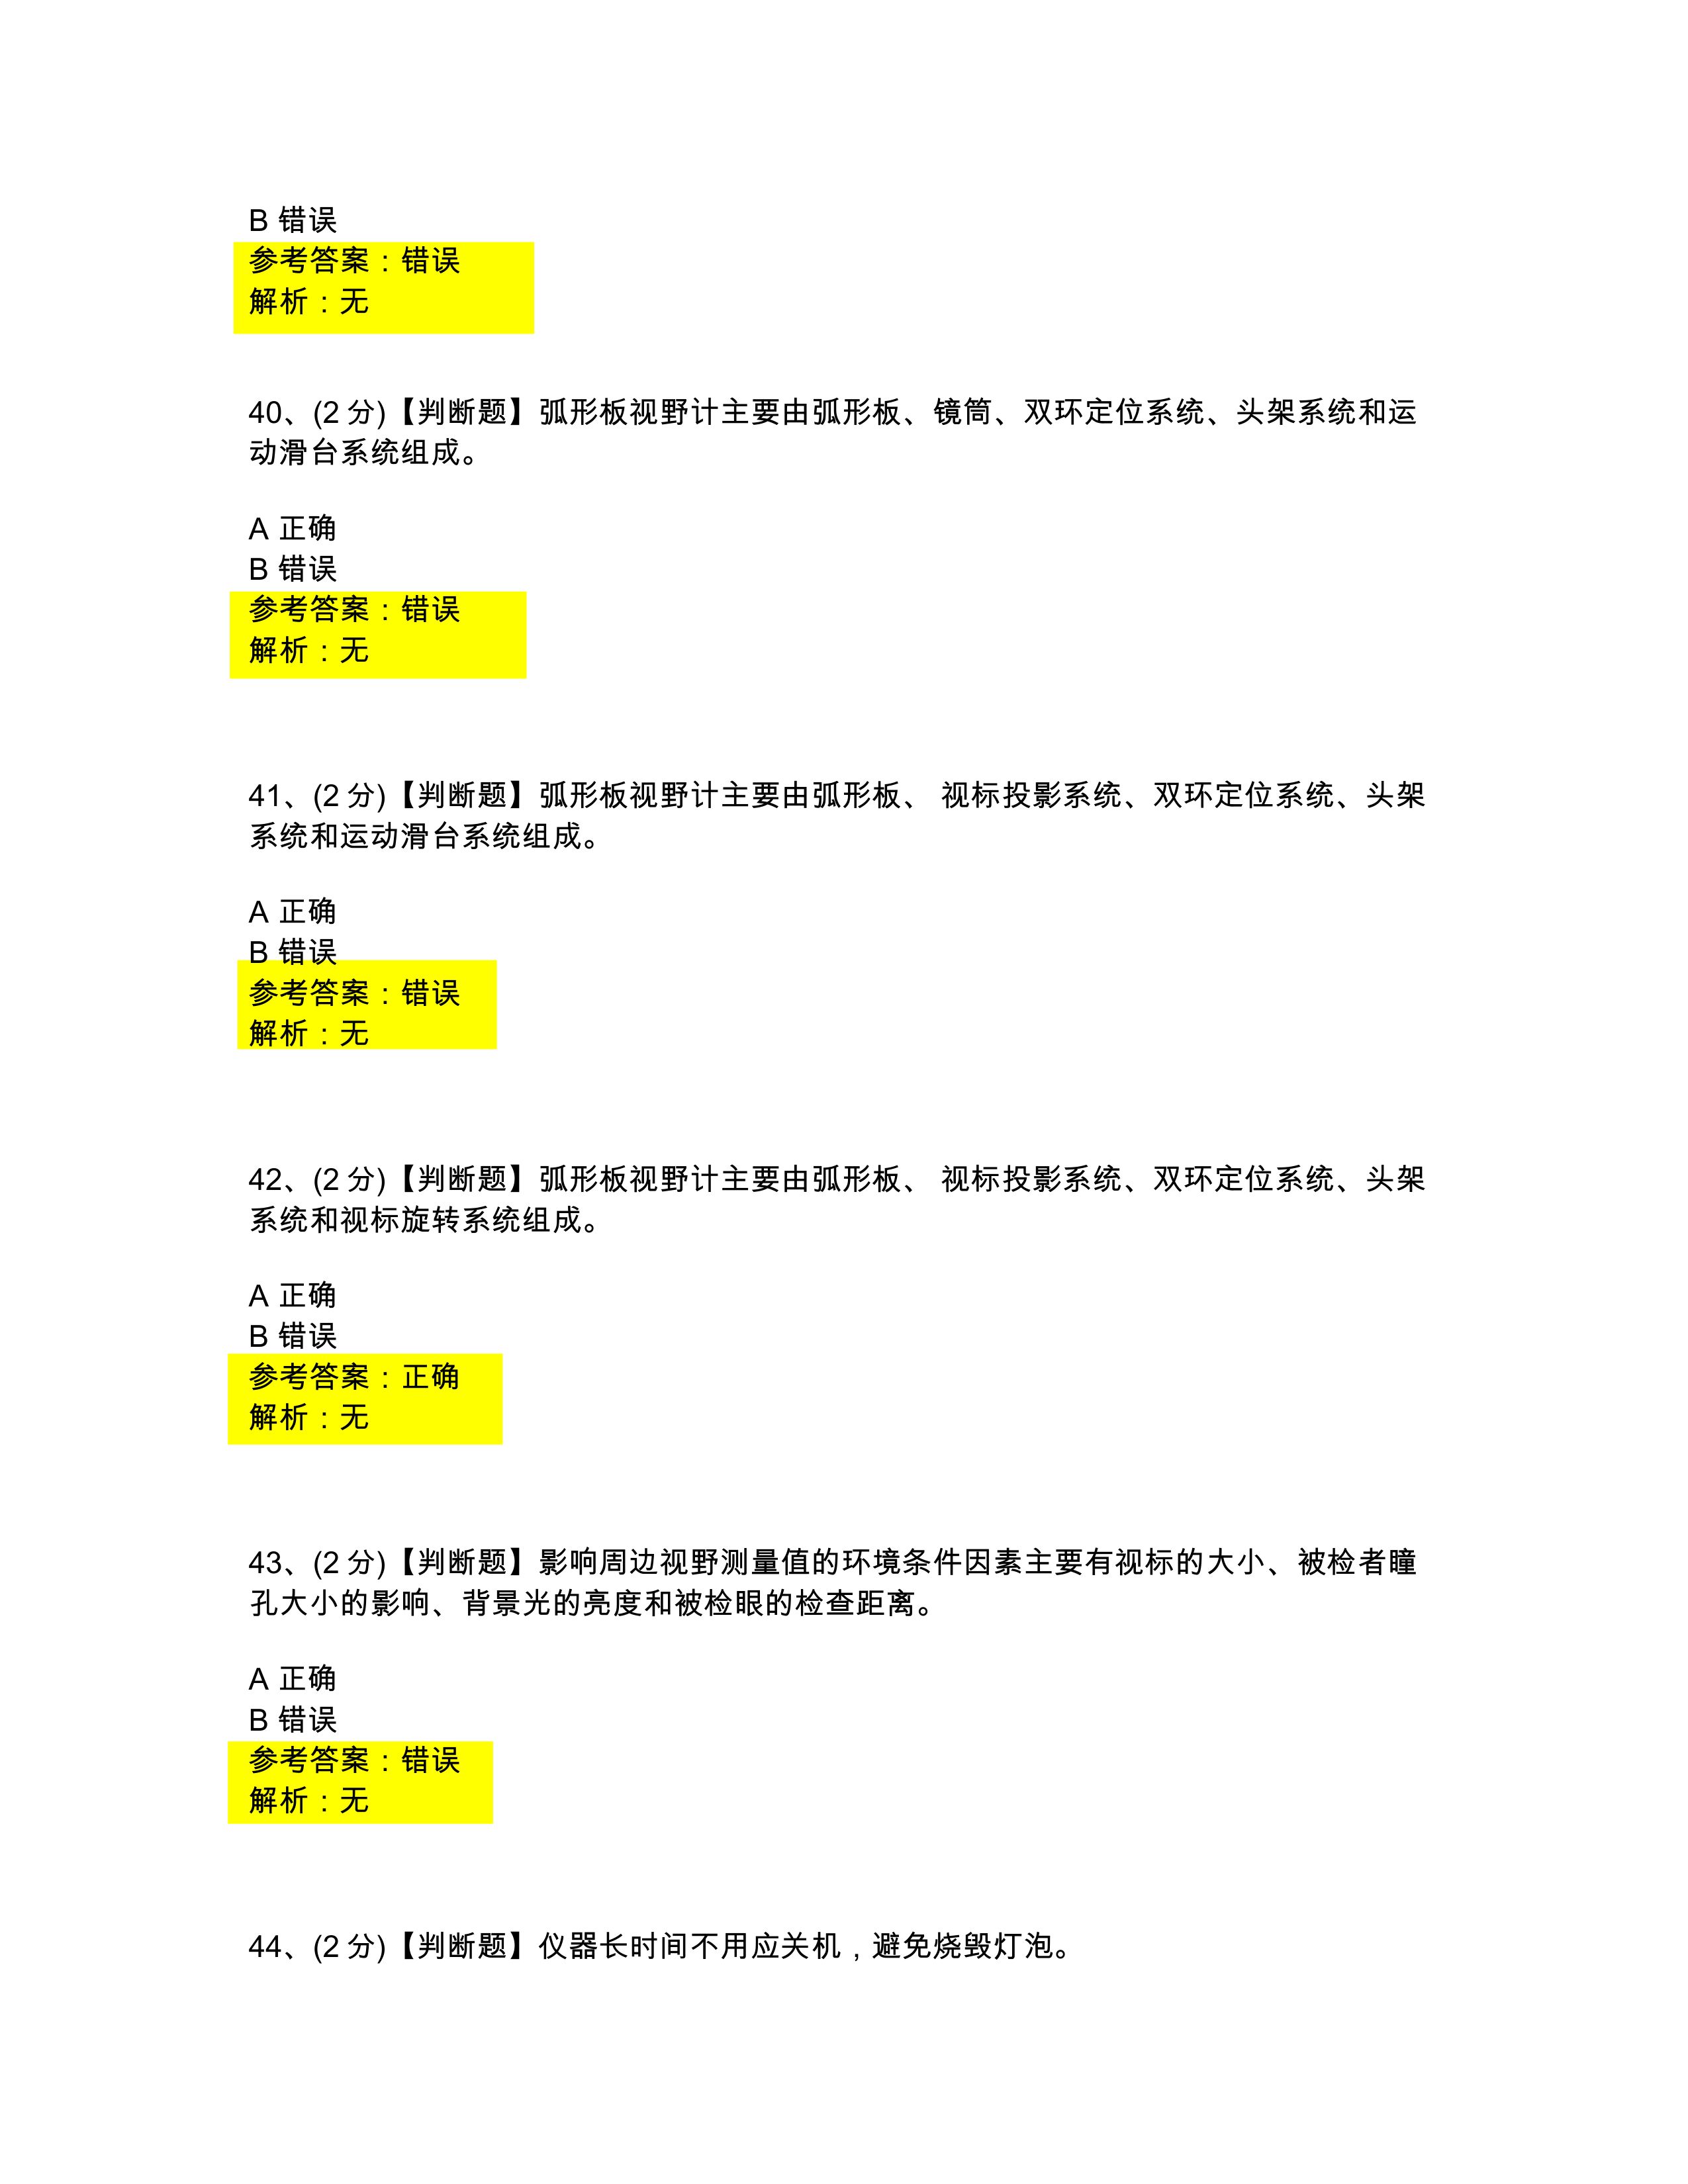 B 错误
参考答案：错误
解析：无
40、(2 分)【判断题】弧形板视野计主要由弧形板、镜筒、双环定位系统、头架系统和运
动滑台系统组成。
A 正确
B 错误
参考答案：错误
解析：无
41、(2 分)【判断题】弧形板视野计主要由弧形板、 视标投影系统、双环定位系统、头架
系统和运动滑台系统组成。
A 正确
B 错误
参考答案：错误
解析：无
42、(2 分)【判断题】弧形板视野计主要由弧形板、 视标投影系统、双环定位系统、头架
系统和视标旋转系统组成。
A 正确
B 错误
参考答案：正确
解析：无
43、(2 分)【判断题】影响周边视野测量值的环境条件因素主要有视标的大小、被检者瞳
孔大小的影响、背景光的亮度和被检眼的检查距离。
A 正确
B 错误
参考答案：错误
解析：无
44、(2 分)【判断题】仪器长时间不用应关机，避免烧毁灯泡。